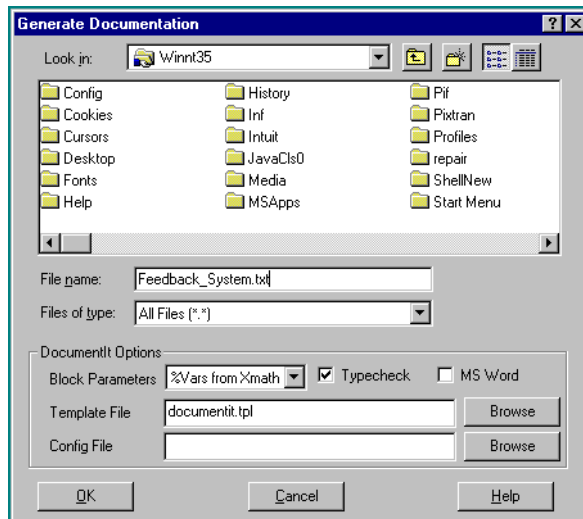 Generate Documentation
Look in: Winnt35
Config History Pif
Cookies Inf Pixtran
Cursors Intuit Profiles
Desktop JavaCls0 repair
Fonts Media ShellNew
Help MSApps Start Menu
File name: Feedback_System.txt
Files of type: All Files (*.*)
DocumentIt Options
Block Parameters %Vars from Xmath Typecheck MS Word
Template File documentit.tpl Browse
Config File Browse
OK Cancel Help